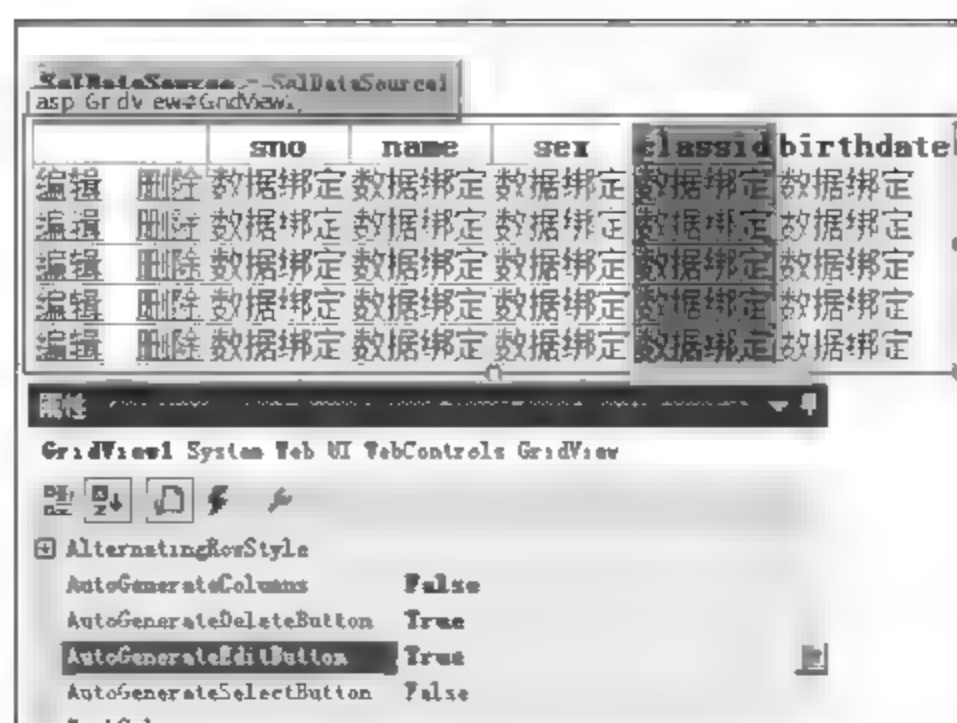 SqlDataSource - SqlDataSource1
asp:GridView#GridView1
sno name sex classid birthdate
编辑 删除 数据绑定 数据绑定 数据绑定 数据绑定 数据绑定
编辑 删除 数据绑定 数据绑定 数据绑定 数据绑定 数据绑定
编辑 删除 数据绑定 数据绑定 数据绑定 数据绑定 数据绑定
编辑 删除 数据绑定 数据绑定 数据绑定 数据绑定 数据绑定
编辑 删除 数据绑定 数据绑定 数据绑定 数据绑定 数据绑定
属性
GridView1 System.Web.UI.WebControls.GridView
AlternatingRowStyle
AutoGenerateColumns False
AutoGenerateDeleteButton True
AutoGenerateEditButton True
AutoGenerateSelectButton False